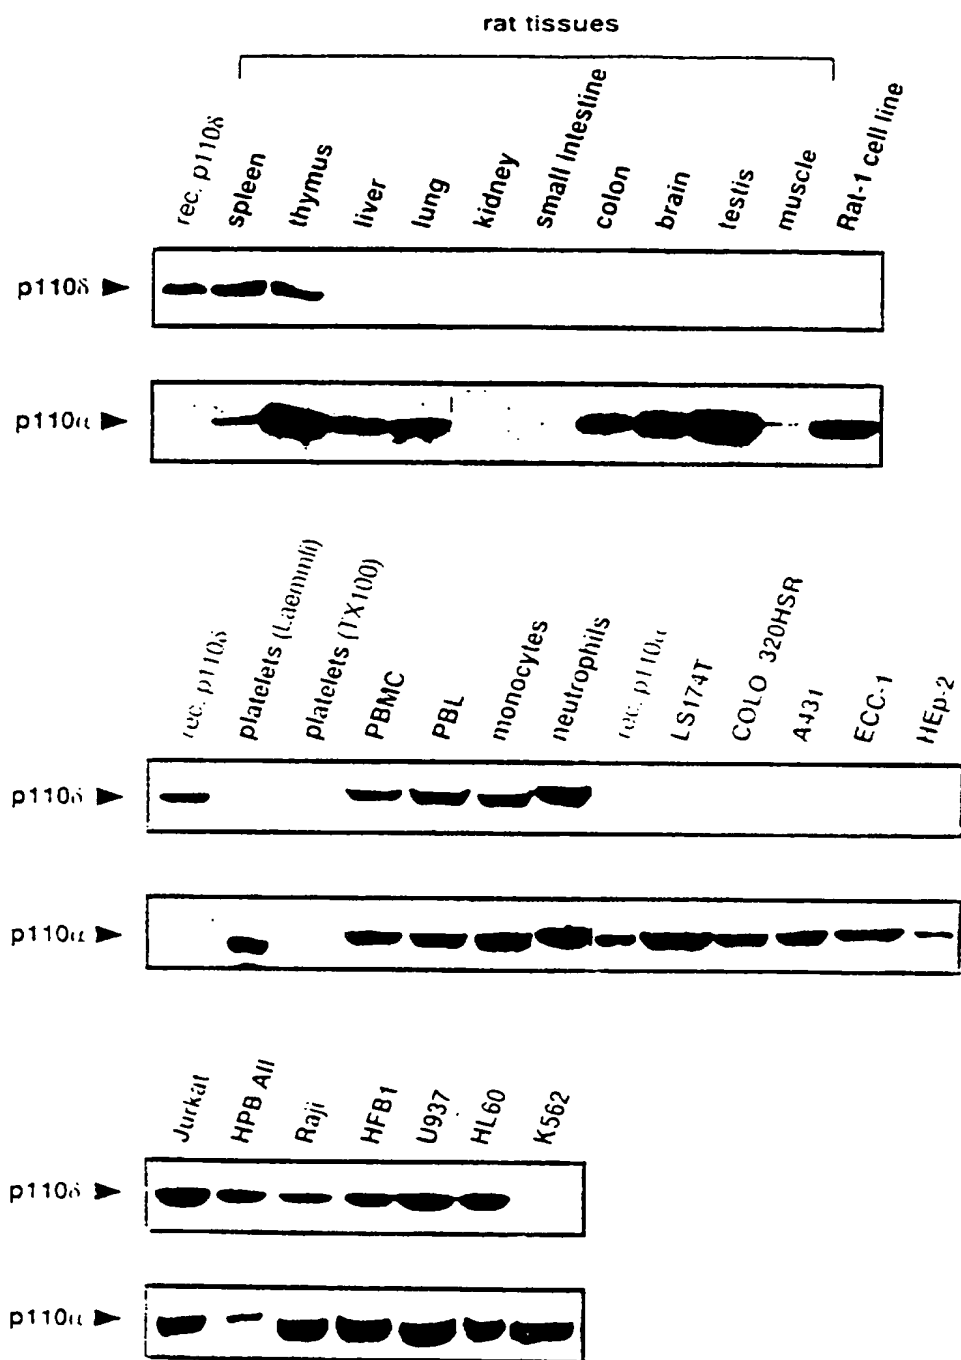 rat tissues
rec. p110δ
spleen
thymus
liver
lung
kidney
small Intestine
colon
brain
testis
muscle
Rat-1 cell line
p110δ
p110α
rec. p110δ
platelets (Laemmli)
platelets (TX100)
PBMC
PBL
monocytes
neutrophils
rec. p110α
LS174T
COLO 320HSR
A431
ECC-1
HEp-2
p110δ
p110α
Jurkat
HPB All
Raji
HFB1
U937
HL60
K562
p110δ
p110α